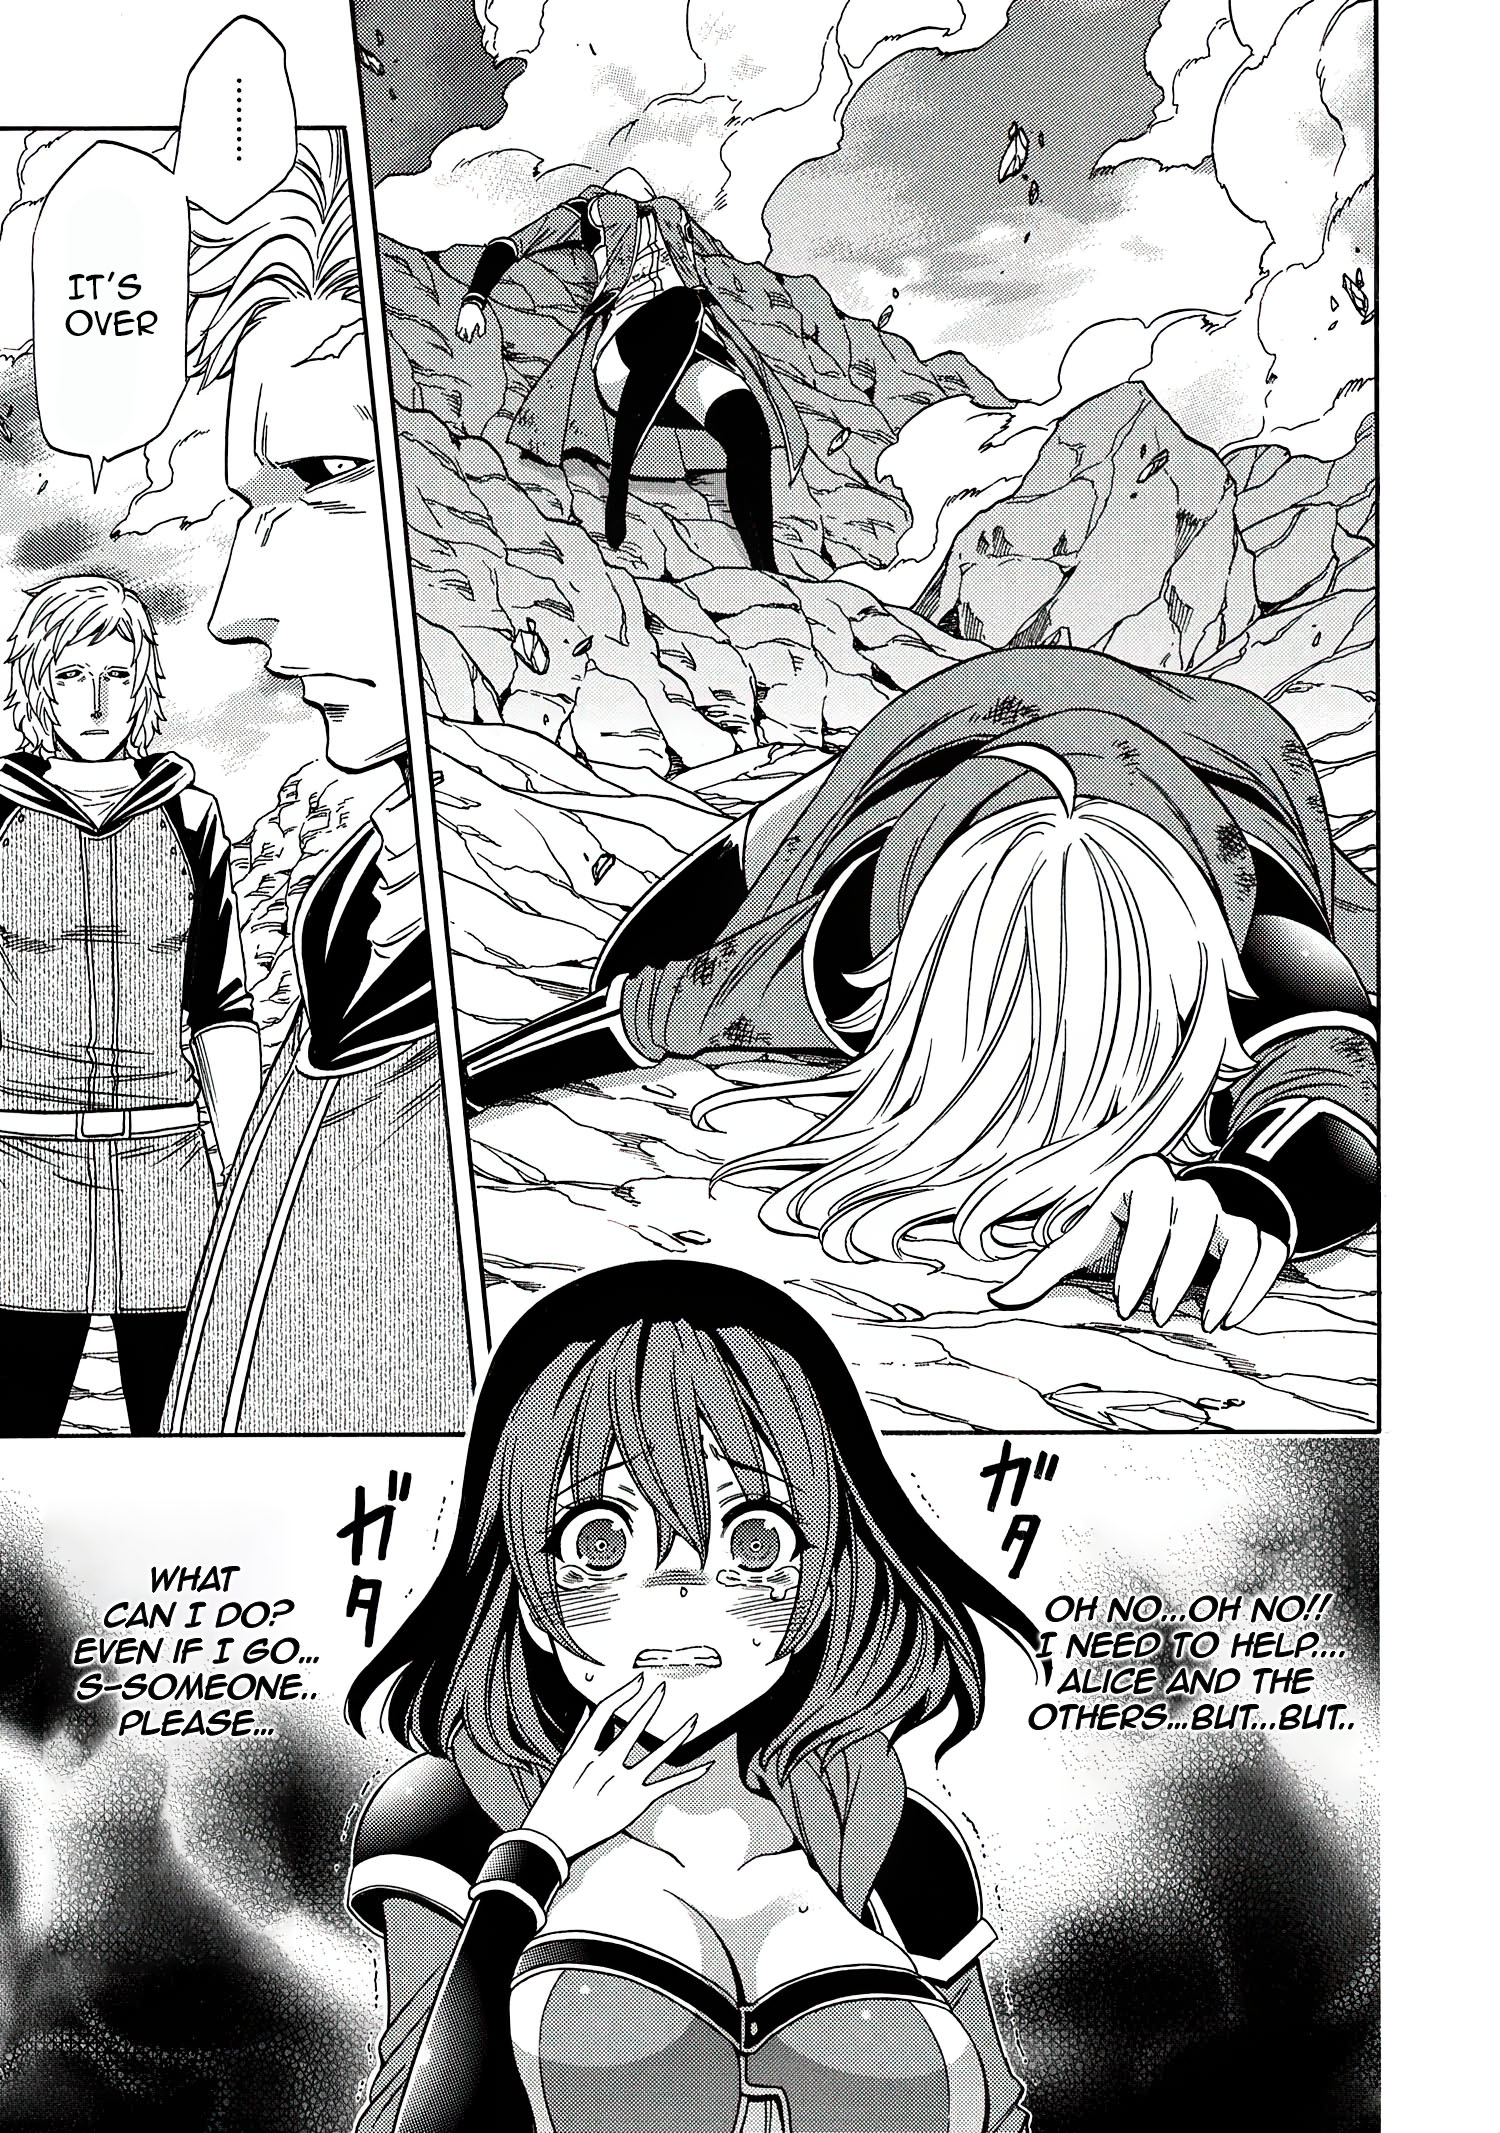 .........
IT'S
OVER
ガタ
OH NO...OH NO!!
I NEED TO HELP....
ALICE AND THE
OTHERS...BUT...BUT..
ガタ
WHAT
CAN I DO?
EVEN IF I GO...
S-SOMEONE..
PLEASE...